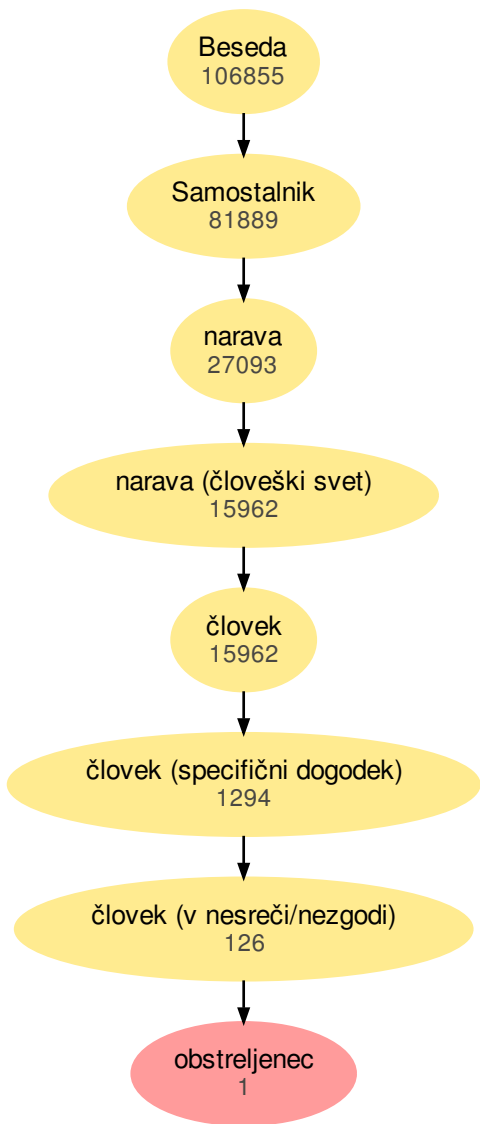 Beseda
106855
Samostalnik
81889
narava
27093
narava (človeški svet)
15962
človek
15962
človek (specifični dogodek)
1294
človek (v nesreči/nezgodi)
126
obstreljenec
1